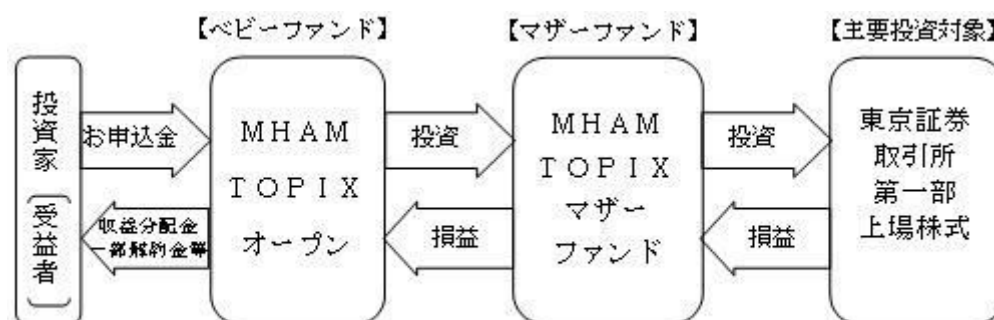 【ベビーファンド】
【マザーファンド】
【主要投資対象】
投資家
(受益者)
お申込金
収益分配金
一部解約金等
MHAM
TOPIX
オープン
投資
損益
MHAM
TOPIX
マザー
ファンド
投資
損益
東京証券
取引所
第一部
上場株式